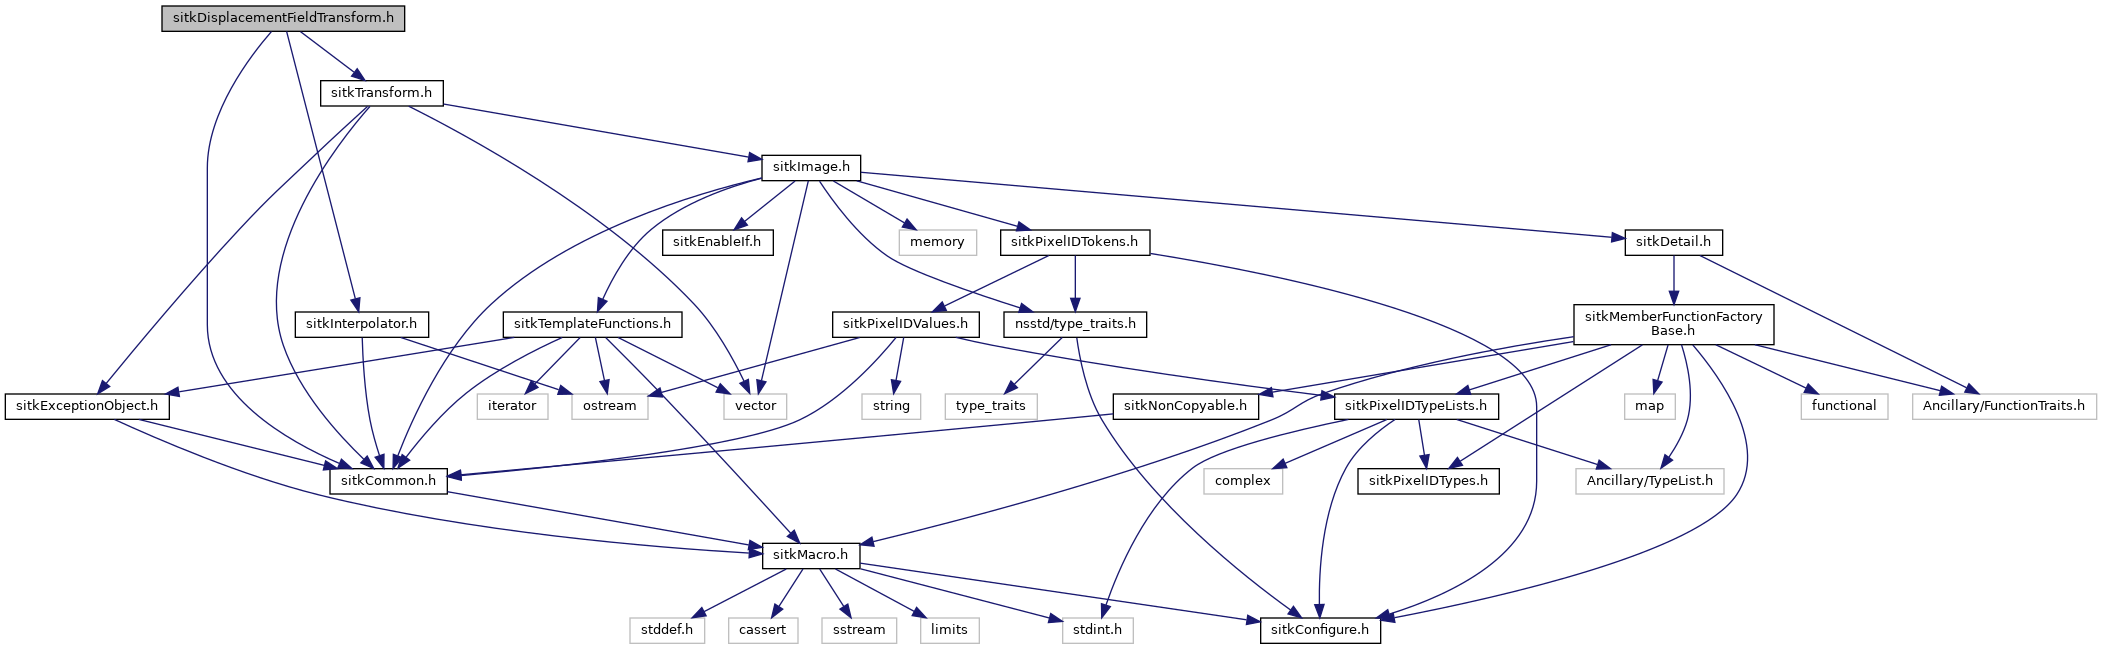 sitkDisplacementFieldTransform.h
sitkTransform.h
sitkImage.h
sitkEnableIf.h
memory
sitkPixelIDTokens.h
sitkDetail.h
sitkInterpolator.h
sitkTemplateFunctions.h
sitkPixelIDValues.h
nsstd/type_traits.h
sitkMemberFunctionFactory
Base.h
sitkExceptionObject.h
iterator
ostream
vector
string
type_traits
sitkNonCopyable.h
sitkPixelIDTypeLists.h
map
functional
Ancillary/FunctionTraits.h
sitkCommon.h
complex
sitkPixelIDTypes.h
Ancillary/TypeList.h
sitkMacro.h
stddef.h
cassert
sstream
limits
stdint.h
sitkConfigure.h